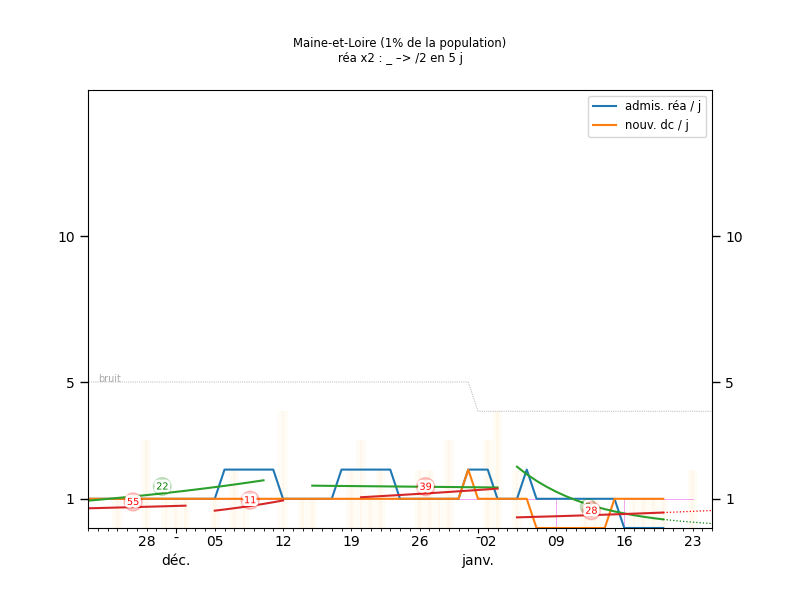 Maine-et-Loire (1% de la population)
réa x2 : _ –> /2 en 5 j
admis. réa / j
nouv. dc / j
10 10
bruit
5 5
22
39
55
11
28
1 1
28 - 05 12 19 26 -02 09 16 23
déc. janv.